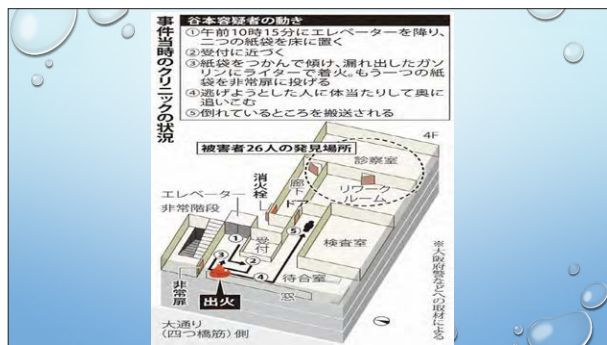 事件当時のクリニックの状況
谷本容疑者の動き
①午前10時15分にエレベーターを降り、
二つの紙袋を床に置く
②受付に近づく
③紙袋をつかんで傾け、漏れ出したガソ
リンにライターで着火。もう一つの紙
袋を非常扉に投げる
④逃げようとした人に体当たりして奥に
追いこむ
⑤倒れているところを搬送される
4F
被害者26人の発見場所
診察室
リワーク
ルーム
消火栓
廊下
ドア
エレベーター
非常階段
①
受付
⑤
検査室
③
②
④
待合室
非常扉
出火
窓
大通り
(四つ橋筋)側
※大阪府警などへの取材による